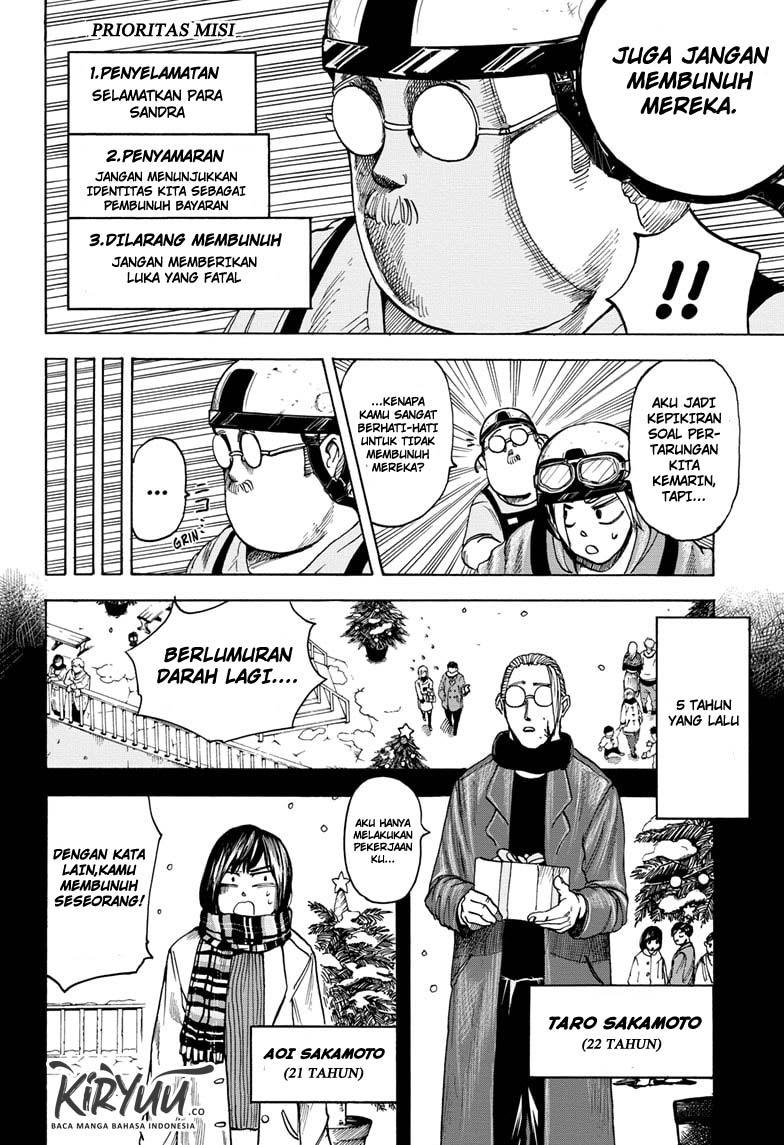 PRIORITAS MISI
1.PENYELAMATAN
SELAMATKAN PARA
SANDRA
2.PENYAMARAN
JANGAN MENUNJUKKAN
IDENTITAS KITA SEBAGAI
PEMBUNUH BAYARAN
3.DILARANG MEMBUNUH
JANGAN MEMBERIKAN
LUKA YANG FATAL
JUGA JANGAN
MEMBUNUH
MEREKA.
!!
...
GRIN
...KENAPA
KAMU SANGAT
BERHATI-HATI
UNTUK TIDAK
MEMBUNUH
MEREKA?
AKU JADI
KEPIKIRAN
SOAL PER-
TARUNGAN
KITA
KEMARIN,
TAPI...
BERLUMURAN
DARAH LAGI....
5 TAHUN
YANG LALU
DENGAN KATA
LAIN,KAMU
MEMBUNUH
SESEORANG!
AKU HANYA
MELAKUKAN
PEKERJAAN
KU...
AOI SAKAMOTO
(21 TAHUN)
TARO SAKAMOTO
(22 TAHUN)
KIRYUU.CO
BACA MANGA BAHASA INDONESIA